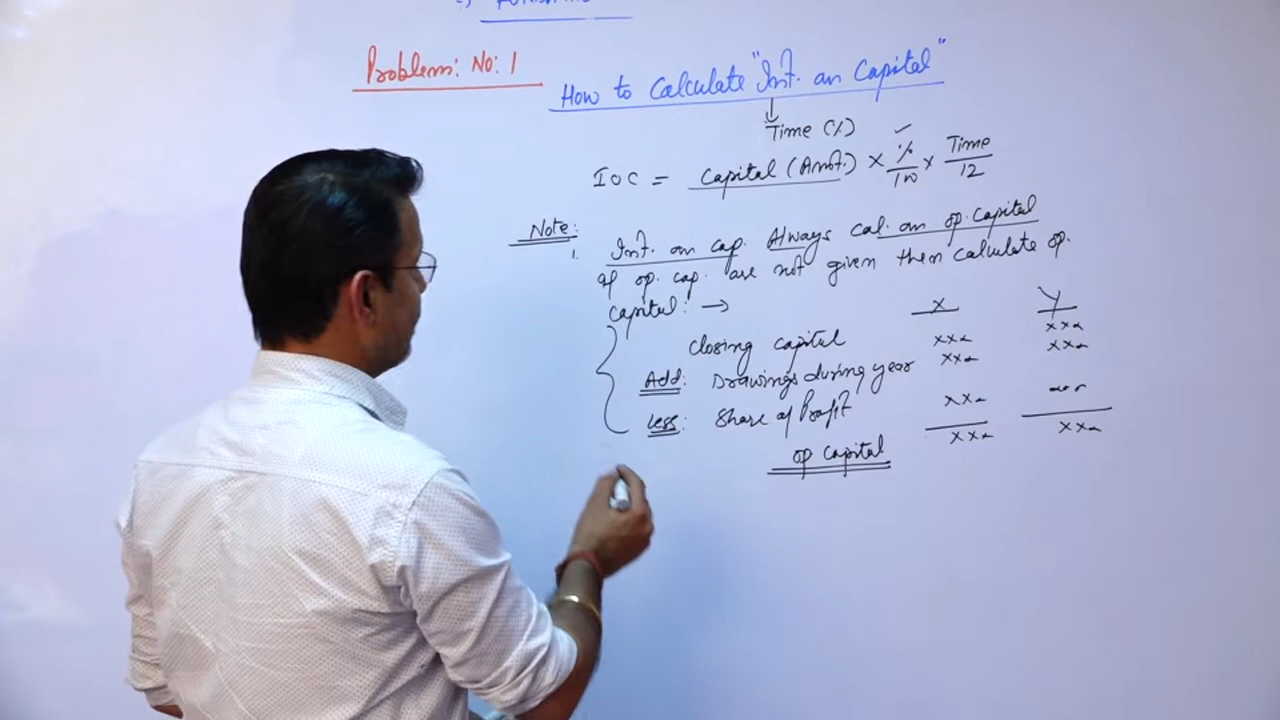 Problem: No: 1
How to Calculate "Int. on Capital"
Time (%)
IOC = Capital (Amt.) × %/100 × Time/12
Note:
1. Int. on cap. Always cal. on op. Capital
If op. cap. are not given then calculate op.
capital: →
X Y
Closing capital xxx xxx
Add: Drawings during year xxx xxx
Less: Share of Profit xxx xxx
op Capital xxx xxx